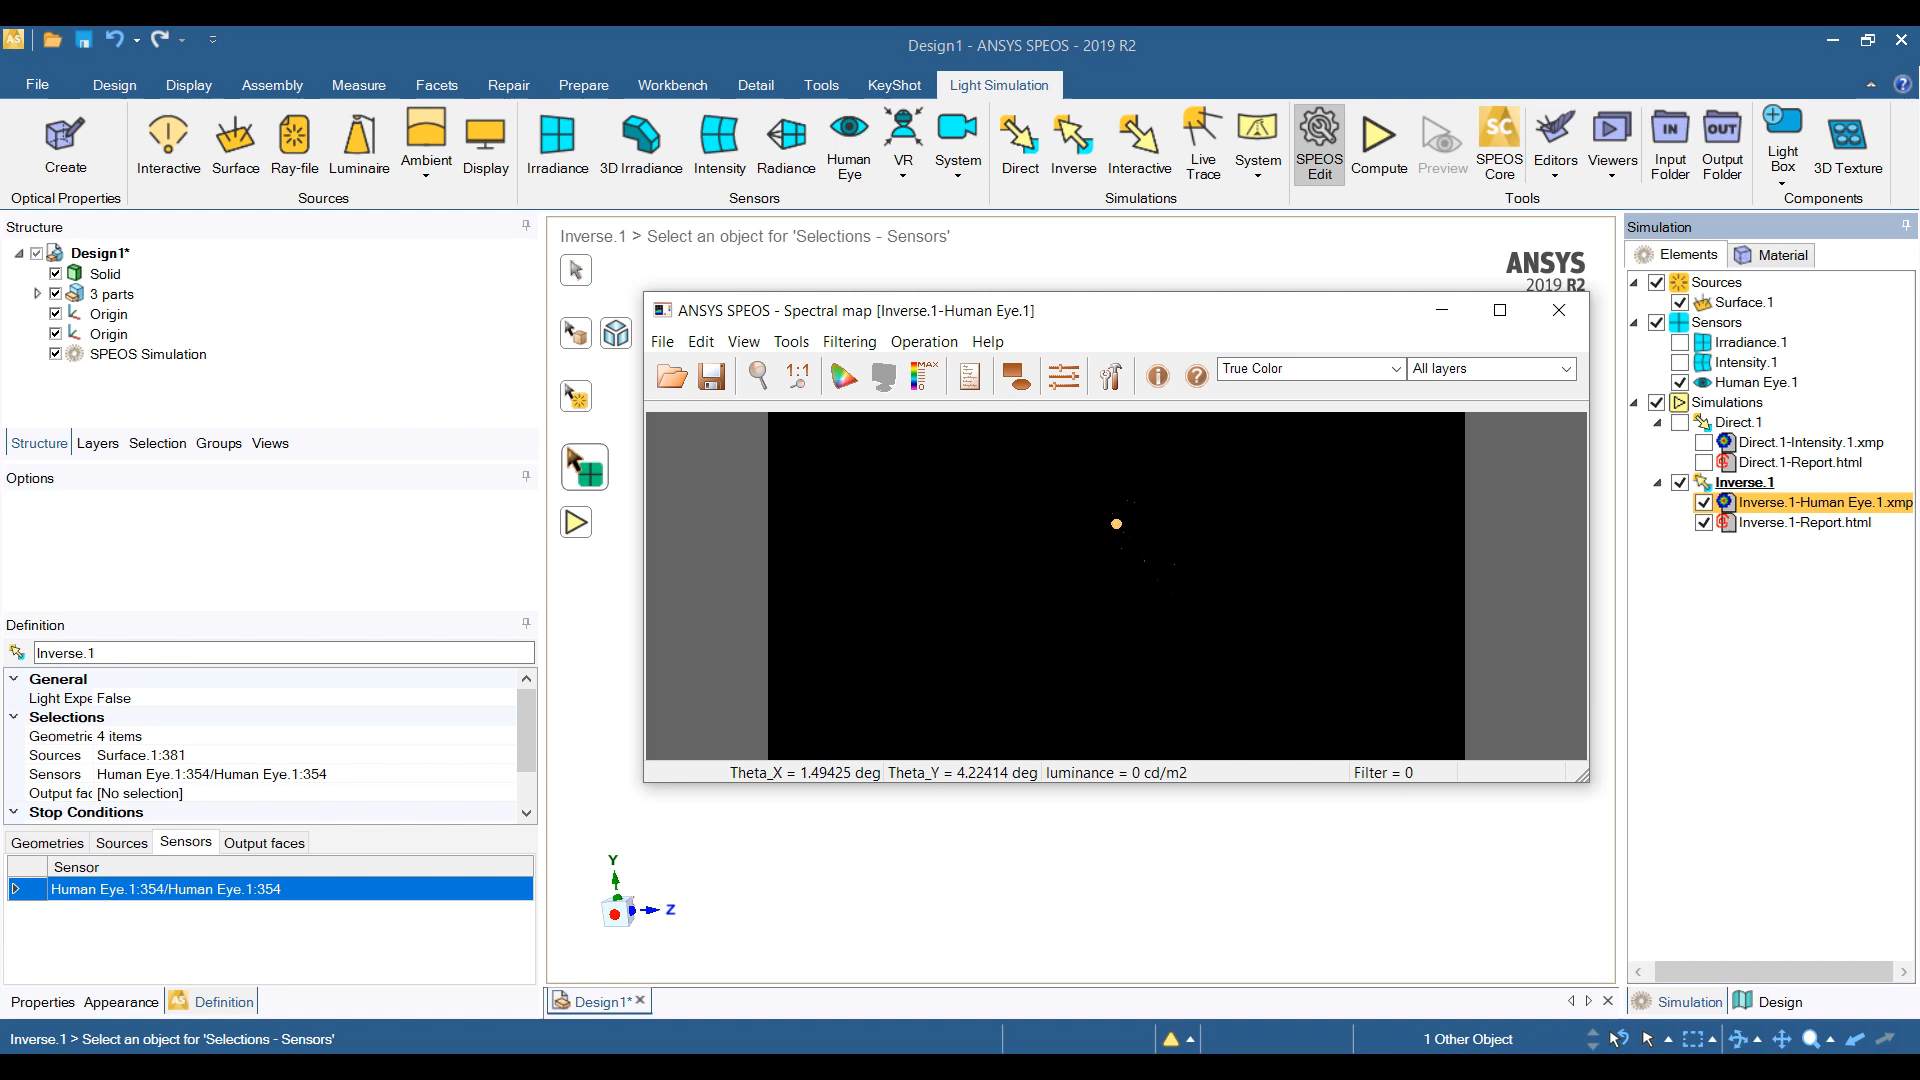 Design1 - ANSYS SPEOS - 2019 R2
File Design Display Assembly Measure Facets Repair Prepare Workbench Detail Tools KeyShot Light Simulation
Create
Interactive Surface Ray-file Luminaire Ambient Display
Irradiance 3D Irradiance Intensity Radiance Human Eye VR System
Direct Inverse Interactive Live Trace System
SPEOS Edit Compute Preview SPEOS Core Editors Viewers Input Folder Output Folder
Light Box 3D Texture
Optical Properties Sources Sensors Simulations Tools Components
Structure
Design1*
Solid
3 parts
Origin
Origin
SPEOS Simulation
Structure Layers Selection Groups Views
Options
Definition
Inverse.1
General
Light Expe False
Selections
Geometrie 4 items
Sources Surface.1:381
Sensors Human Eye.1:354/Human Eye.1:354
Output fac [No selection]
Stop Conditions
Geometries Sources Sensors Output faces
Sensor
Human Eye.1:354/Human Eye.1:354
Properties Appearance Definition
Inverse.1 > Select an object for 'Selections - Sensors'
ANSYS
2019 R2
ANSYS SPEOS - Spectral map [Inverse.1-Human Eye.1]
File Edit View Tools Filtering Operation Help
1:1 MAX True Color All layers
Theta_X = 1.49425 deg Theta_Y = 4.22414 deg luminance = 0 cd/m2 Filter = 0
Y
Z
Design1*
Simulation
Elements Material
Sources
Surface.1
Sensors
Irradiance.1
Intensity.1
Human Eye.1
Simulations
Direct.1
Direct.1-Intensity.1.xmp
Direct.1-Report.html
Inverse.1
Inverse.1-Human Eye.1.xmp
Inverse.1-Report.html
Simulation Design
Inverse.1 > Select an object for 'Selections - Sensors' 1 Other Object